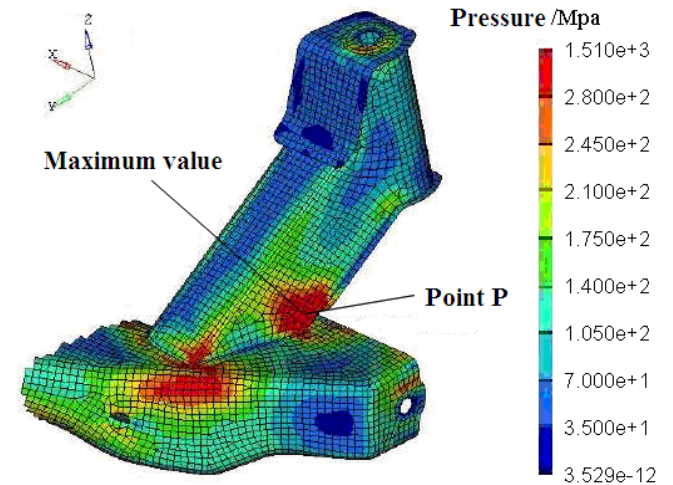 Pressure /Mpa
Z
X
Y
1.510e+3
2.800e+2
2.450e+2
2.100e+2
1.750e+2
1.400e+2
1.050e+2
7.000e+1
3.500e+1
3.529e-12
Maximum value
Point P